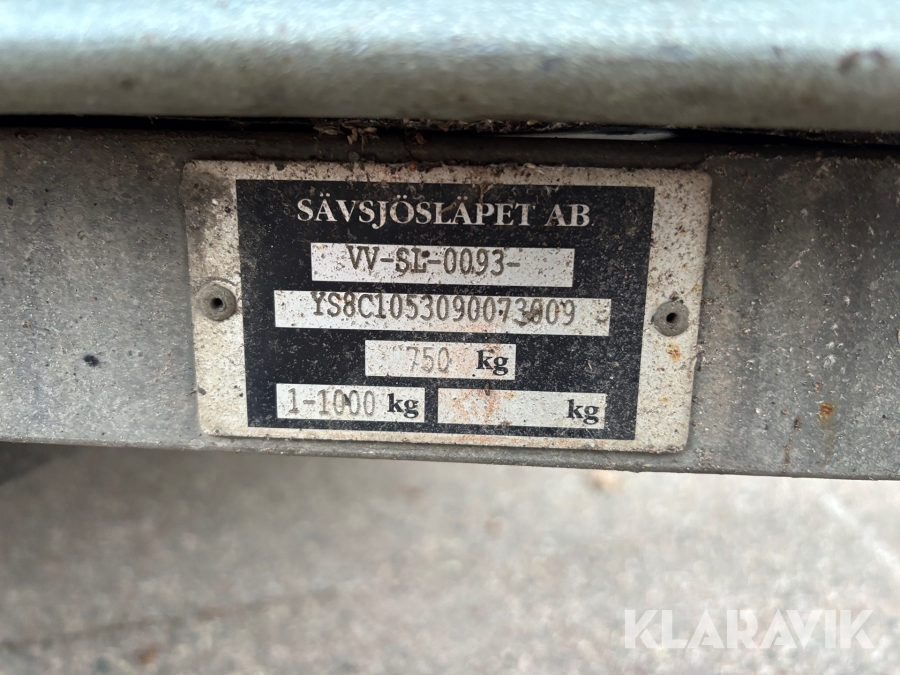 SÄVSJÖSLÄPET AB
VV-SL-0093-
YS8C1053090073009
750 kg
1-1000 kg kg
KLARAVIK